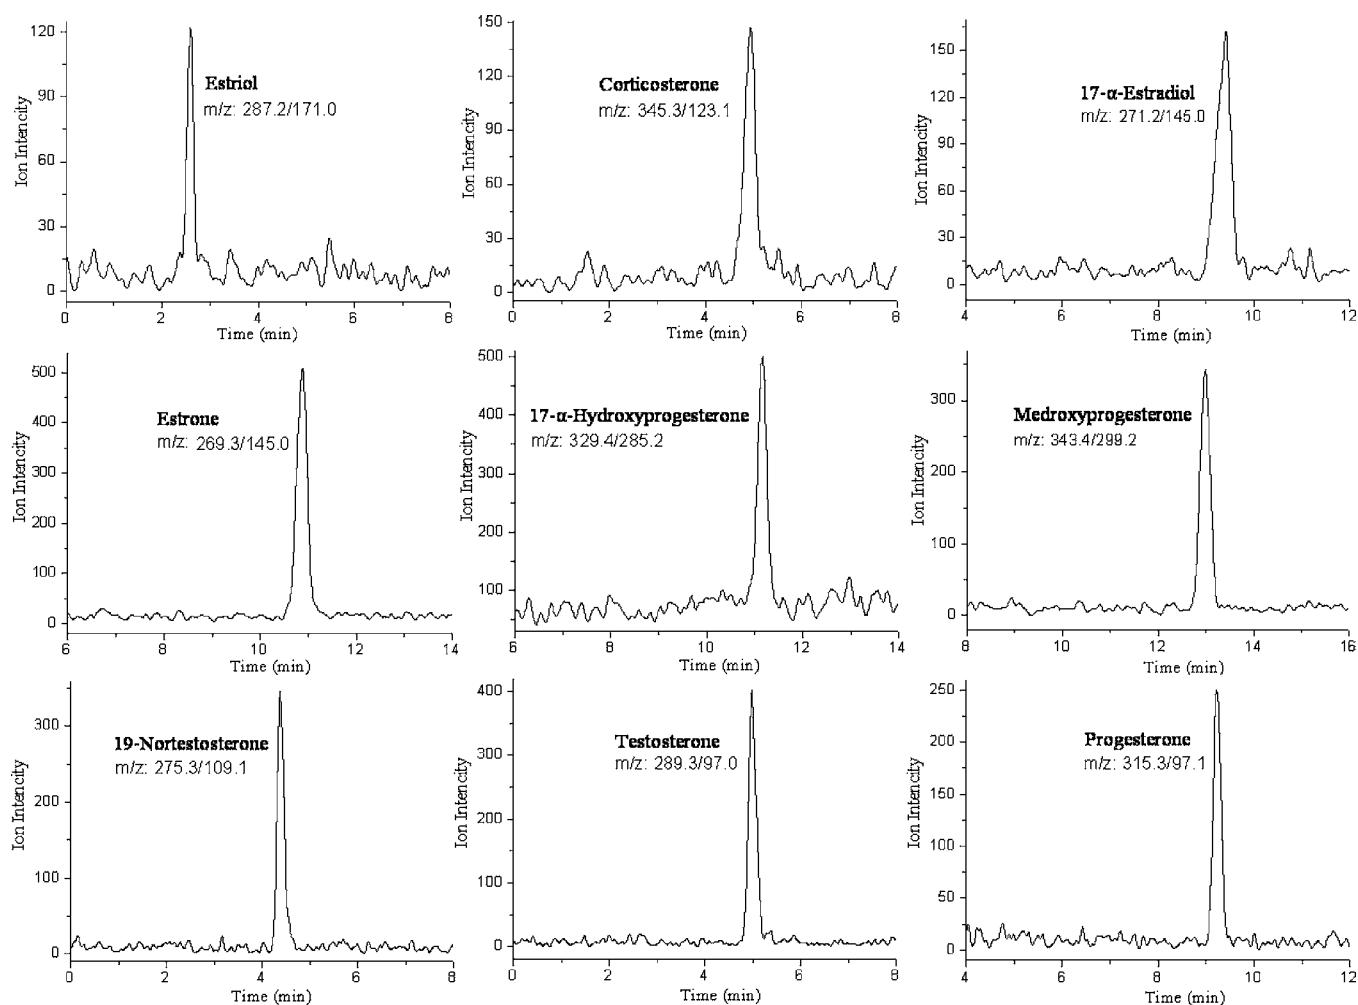 120
90
60
30
0
Ion Intencity
Estriol
m/z: 287.2/171.0
0 2 4 6 8
Time (min)
150
120
90
60
30
0
Ion Intencity
Corticosterone
m/z: 345.3/123.1
0 2 4 6 8
Time (min)
150
120
90
60
30
0
Ion Intencity
17-α-Estradiol
m/z: 271.2/145.0
4 6 8 10 12
Time (min)
500
400
300
200
100
0
Ion Intencity
Estrone
m/z: 269.3/145.0
6 8 10 12 14
Time (min)
500
400
300
200
100
Ion Intencity
17-α-Hydroxyprogesterone
m/z: 329.4/285.2
6 8 10 12 14
Time (min)
300
200
100
0
Ion Intencity
Medroxyprogesterone
m/z: 343.4/299.2
8 10 12 14 16
Time (min)
300
200
100
0
Ion Intencity
19-Nortestosterone
m/z: 275.3/109.1
0 2 4 6 8
Time (min)
400
300
200
100
0
Ion Intencity
Testosterone
m/z: 289.3/97.0
0 2 4 6 8
Time (min)
250
200
150
100
50
0
Ion Intencity
Progesterone
m/z: 315.3/97.1
4 6 8 10 12
Time (min)